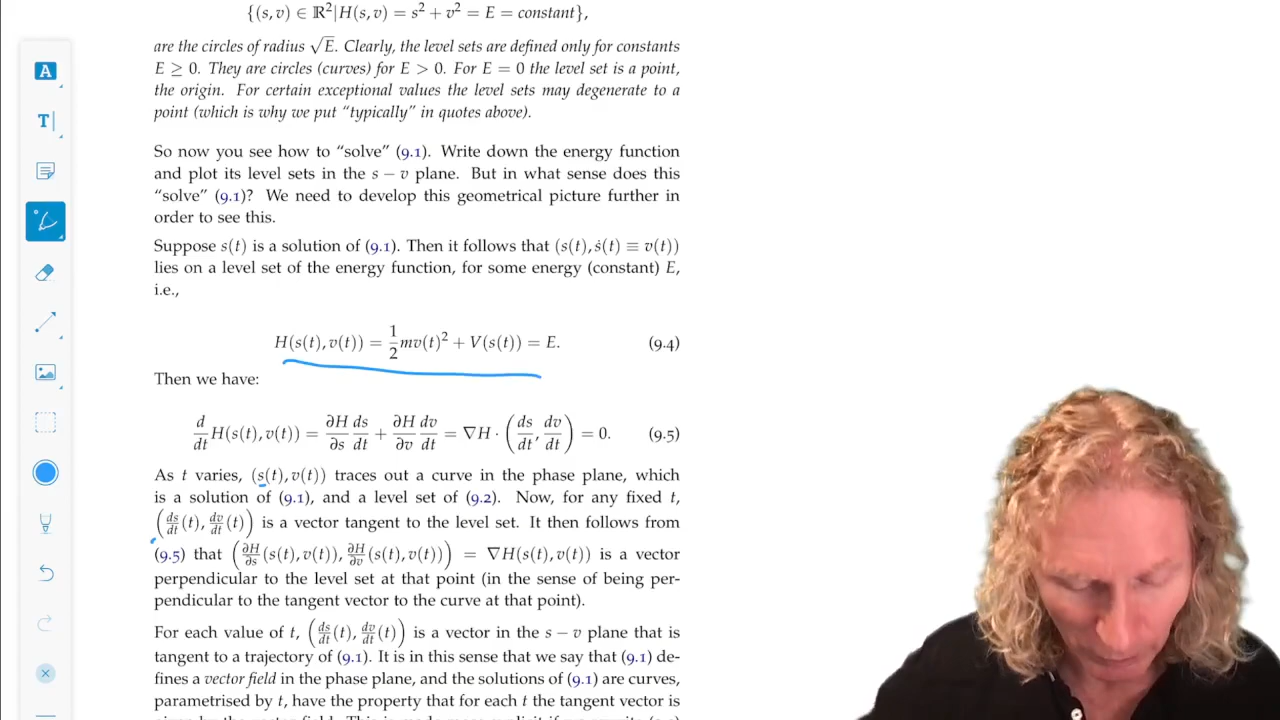 {(s, v) ∈ ℝ²|H(s, v) = s² + v² = E = constant},
are the circles of radius √E. Clearly, the level sets are defined only for constants
E ≥ 0. They are circles (curves) for E > 0. For E = 0 the level set is a point,
the origin. For certain exceptional values the level sets may degenerate to a
point (which is why we put “typically” in quotes above).
So now you see how to “solve” (9.1). Write down the energy function
and plot its level sets in the s − v plane. But in what sense does this
“solve” (9.1)? We need to develop this geometrical picture further in
order to see this.
Suppose s(t) is a solution of (9.1). Then it follows that (s(t), ṡ(t) ≡ v(t))
lies on a level set of the energy function, for some energy (constant) E,
i.e.,
H(s(t), v(t)) = 1/2 mv(t)² + V(s(t)) = E. (9.4)
Then we have:
d/dt H(s(t), v(t)) = ∂H/∂s ds/dt + ∂H/∂v dv/dt = ∇H · (ds/dt, dv/dt) = 0. (9.5)
As t varies, (s(t), v(t)) traces out a curve in the phase plane, which
is a solution of (9.1), and a level set of (9.2). Now, for any fixed t,
(ds/dt(t), dv/dt(t)) is a vector tangent to the level set. It then follows from
(9.5) that (∂H/∂s(s(t), v(t)), ∂H/∂v(s(t), v(t))) = ∇H(s(t), v(t)) is a vector
perpendicular to the level set at that point (in the sense of being per-
pendicular to the tangent vector to the curve at that point).
For each value of t, (ds/dt(t), dv/dt(t)) is a vector in the s − v plane that is
tangent to a trajectory of (9.1). It is in this sense that we say that (9.1) de-
fines a vector field in the phase plane, and the solutions of (9.1) are curves,
parametrised by t, have the property that for each t the tangent vector is
A
T